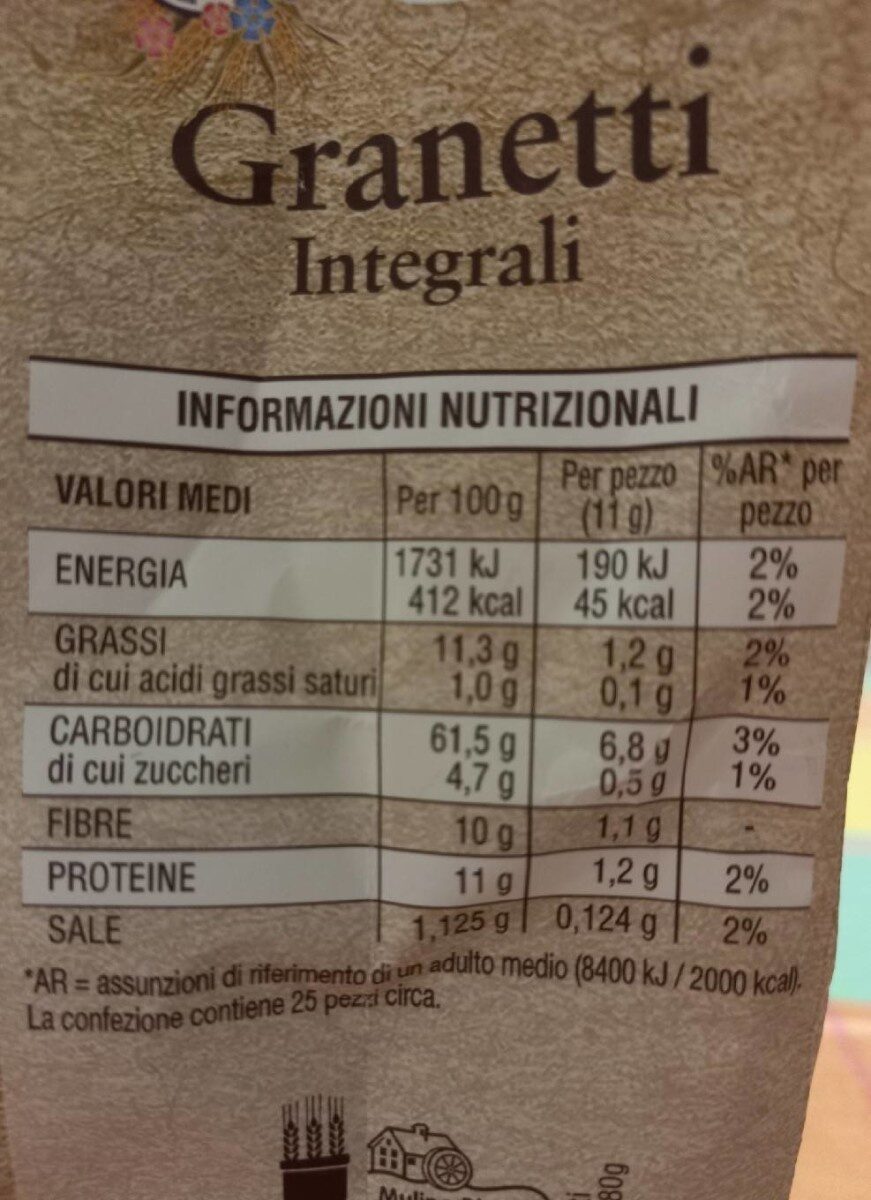 Granetti
Integrali
INFORMAZIONI NUTRIZIONALI
VALORI MEDI Per 100 g Per pezzo (11 g) %AR* per pezzo
ENERGIA 1731 kJ 190 kJ 2%
412 kcal 45 kcal 2%
GRASSI 11,3 g 1,2 g 2%
di cui acidi grassi saturi 1,0 g 0,1 g 1%
CARBOIDRATI 61,5 g 6,8 g 3%
di cui zuccheri 4,7 g 0,5 g 1%
FIBRE 10 g 1,1 g -
PROTEINE 11 g 1,2 g 2%
SALE 1,125 g 0,124 g 2%
*AR = assunzioni di riferimento di un adulto medio (8400 kJ / 2000 kcal).
La confezione contiene 25 pezzi circa.
80g